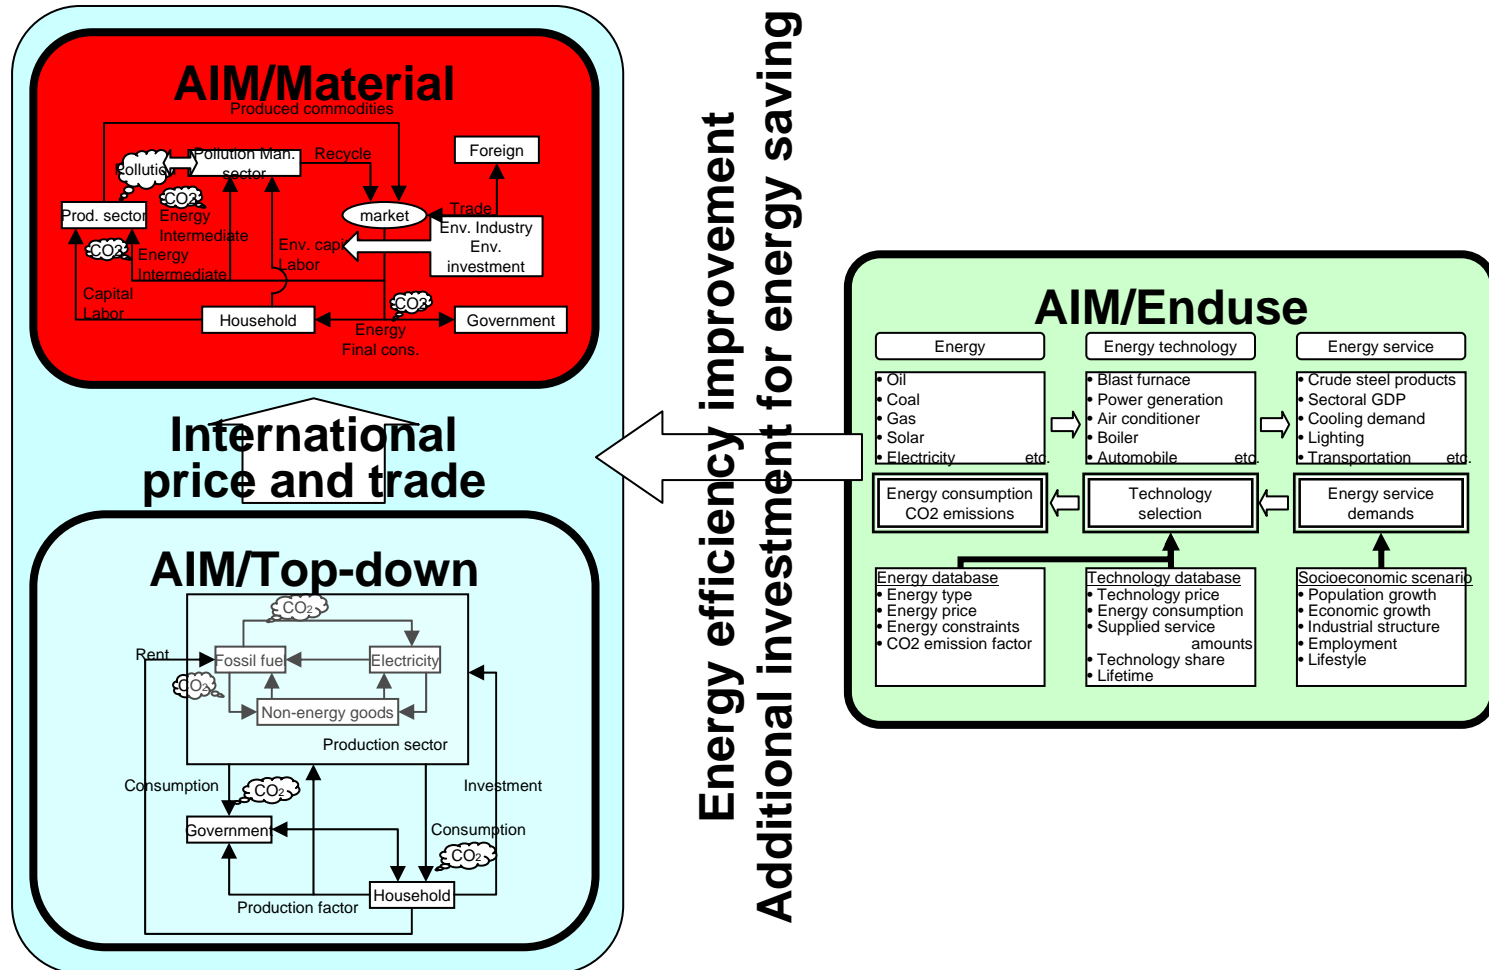 AIM/Material
Produced commodities
Pollution
Pollution Man.
sector
Recycle
Foreign
CO2
Prod. sector
Energy
Intermediate
market
Trade
Env. Industry
Env.
investment
CO2
Energy
Intermediate
Env. capi
Labor
Capital
Labor
Household
CO2
Government
Energy
Final cons.
International
price and trade
AIM/Top-down
CO2
Rent
Fossil fuel
Electricity
CO2
Non-energy goods
Production sector
Consumption
CO2
Investment
Government
Consumption
CO2
Household
Production factor
Energy efficiency improvement
Additional investment for energy saving
AIM/Enduse
Energy
Energy technology
Energy service
• Oil
• Coal
• Gas
• Solar
• Electricity etc.
• Blast furnace
• Power generation
• Air conditioner
• Boiler
• Automobile etc.
• Crude steel products
• Sectoral GDP
• Cooling demand
• Lighting
• Transportation etc.
Energy consumption
CO2 emissions
Technology
selection
Energy service
demands
Energy database
• Energy type
• Energy price
• Energy constraints
• CO2 emission factor
Technology database
• Technology price
• Energy consumption
• Supplied service
amounts
• Technology share
• Lifetime
Socioeconomic scenario
• Population growth
• Economic growth
• Industrial structure
• Employment
• Lifestyle